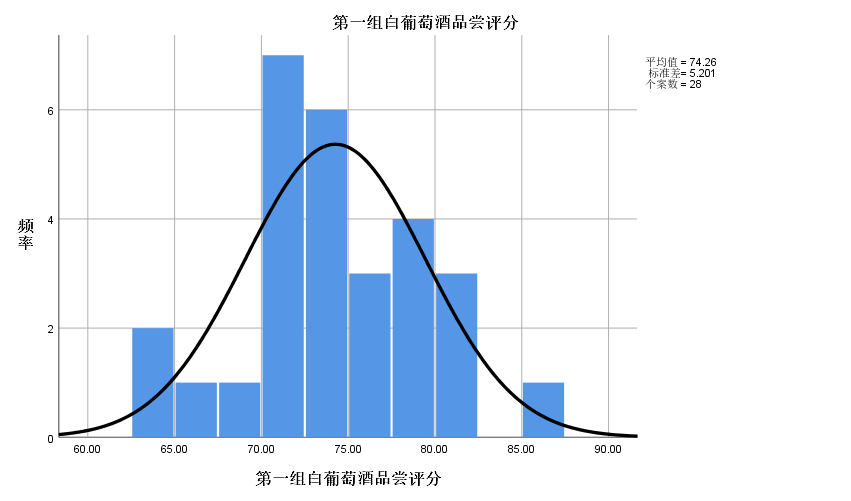 第一组白葡萄酒品尝评分
平均值 = 74.26
标准差= 5.201
个案数 = 28
6
4
2
0
频率
60.00 65.00 70.00 75.00 80.00 85.00 90.00
第一组白葡萄酒品尝评分